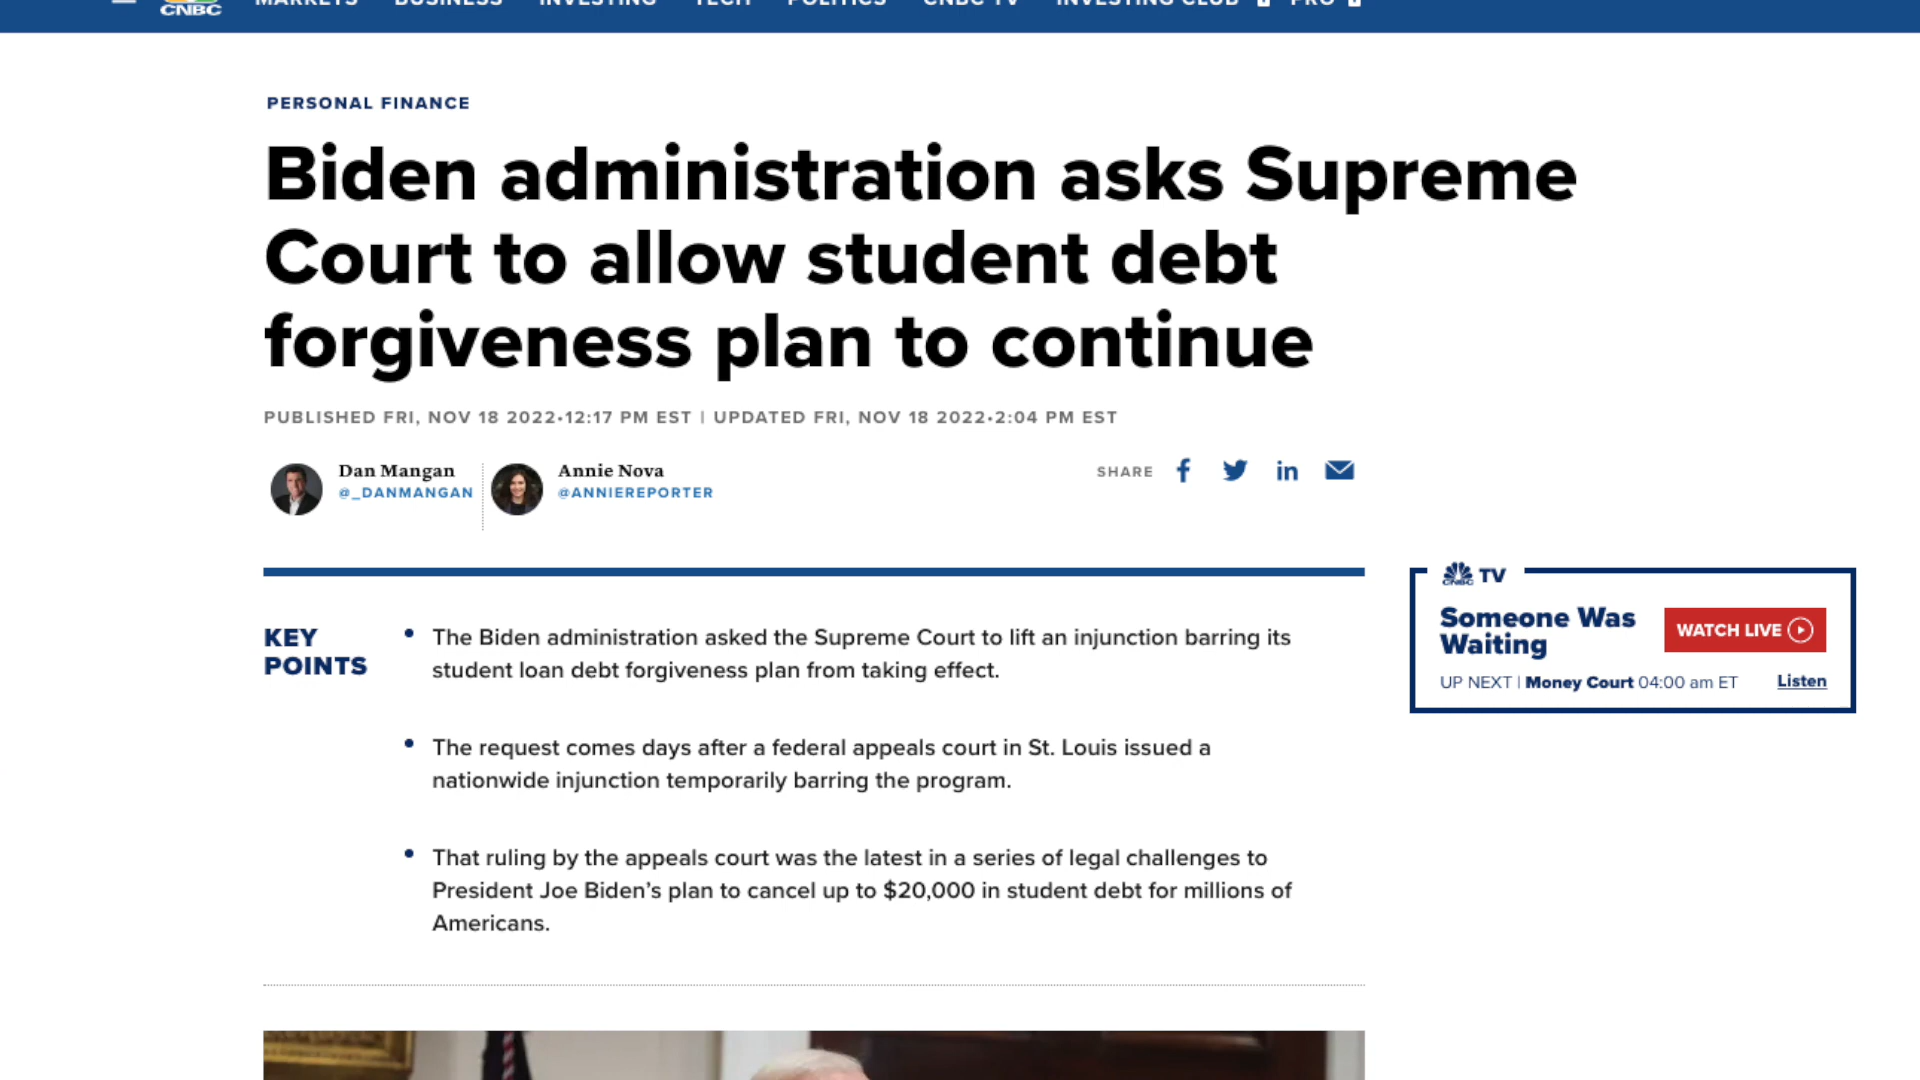 CNBC
MARKETS BUSINESS INVESTING TECH POLITICS CNBC TV INVESTING CLUB PRO
PERSONAL FINANCE
Biden administration asks Supreme
Court to allow student debt
forgiveness plan to continue
PUBLISHED FRI, NOV 18 2022•12:17 PM EST | UPDATED FRI, NOV 18 2022•2:04 PM EST
Dan Mangan
@_DANMANGAN
Annie Nova
@ANNIEREPORTER
SHARE
KEY
POINTS
The Biden administration asked the Supreme Court to lift an injunction barring its
student loan debt forgiveness plan from taking effect.
The request comes days after a federal appeals court in St. Louis issued a
nationwide injunction temporarily barring the program.
That ruling by the appeals court was the latest in a series of legal challenges to
President Joe Biden’s plan to cancel up to $20,000 in student debt for millions of
Americans.
CNBC TV
Someone Was
Waiting
WATCH LIVE
UP NEXT | Money Court 04:00 am ET
Listen